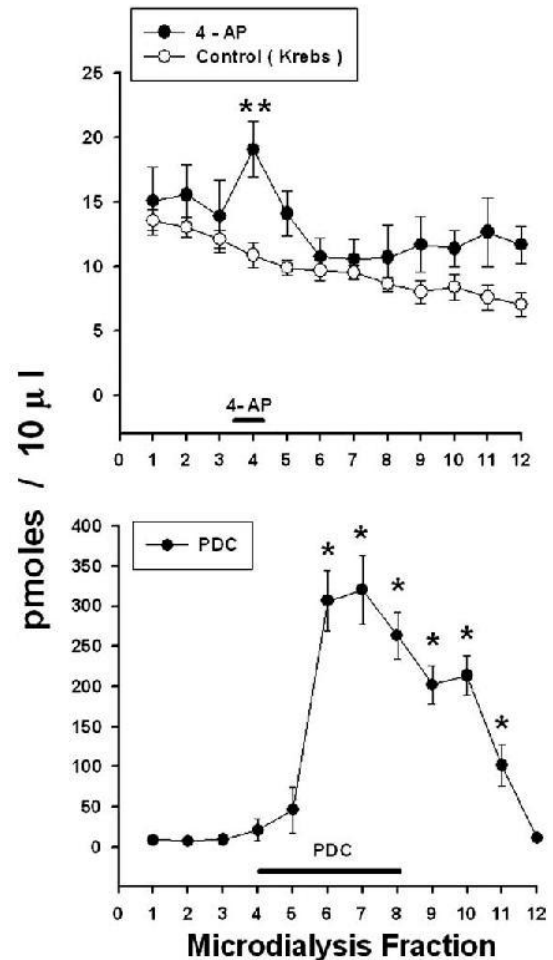 4 - AP
Control ( Krebs )
25
20
15
10
5
0
**
4- AP
0 1 2 3 4 5 6 7 8 9 10 11 12
pmoles / 10 μ l
PDC
400
350
300
250
200
150
100
50
0
* * * * * *
PDC
0 1 2 3 4 5 6 7 8 9 10 11 12
Microdialysis Fraction